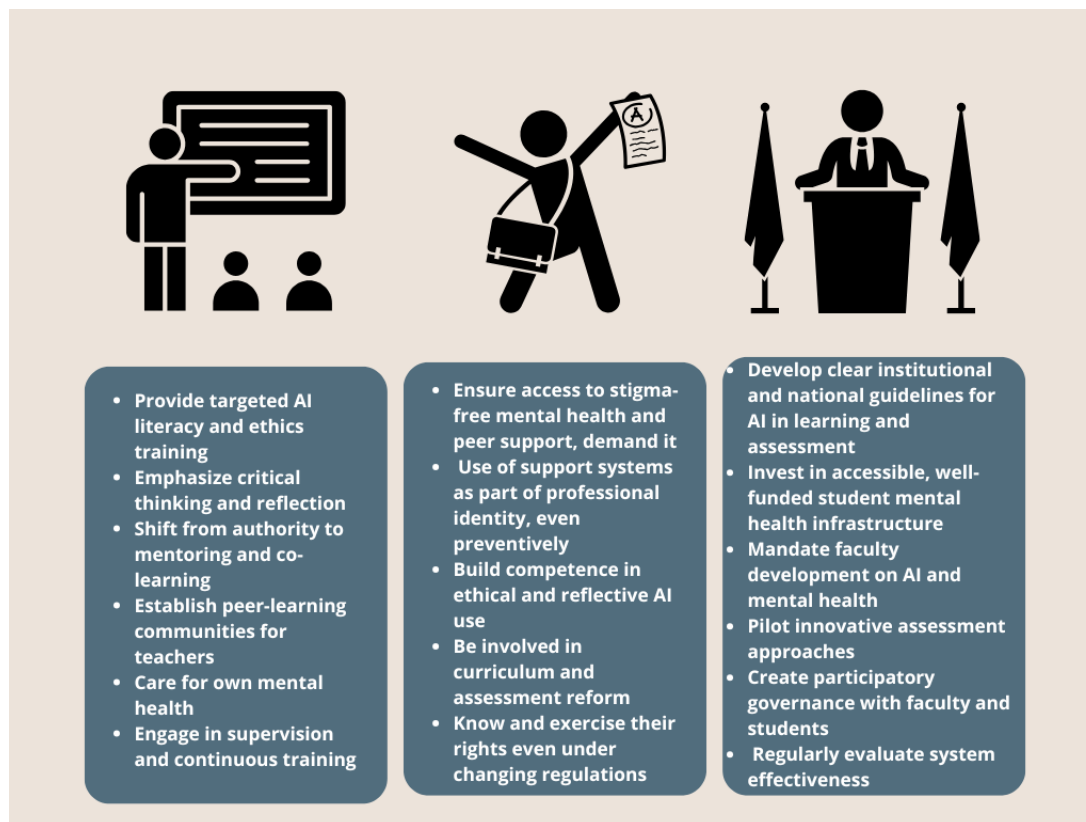 A
• Provide targeted AI
literacy and ethics
training
• Emphasize critical
thinking and reflection
• Shift from authority to
mentoring and co-
learning
• Establish peer-learning
communities for
teachers
• Care for own mental
health
• Engage in supervision
and continuous training
• Ensure access to stigma-
free mental health and
peer support, demand it
• Use of support systems
as part of professional
identity, even
preventively
• Build competence in
ethical and reflective AI
use
• Be involved in
curriculum and
assessment reform
• Know and exercise their
rights even under
changing regulations
• Develop clear institutional
and national guidelines for
AI in learning and
assessment
• Invest in accessible, well-
funded student mental
health infrastructure
• Mandate faculty
development on AI and
mental health
• Pilot innovative assessment
approaches
• Create participatory
governance with faculty and
students
• Regularly evaluate system
effectiveness